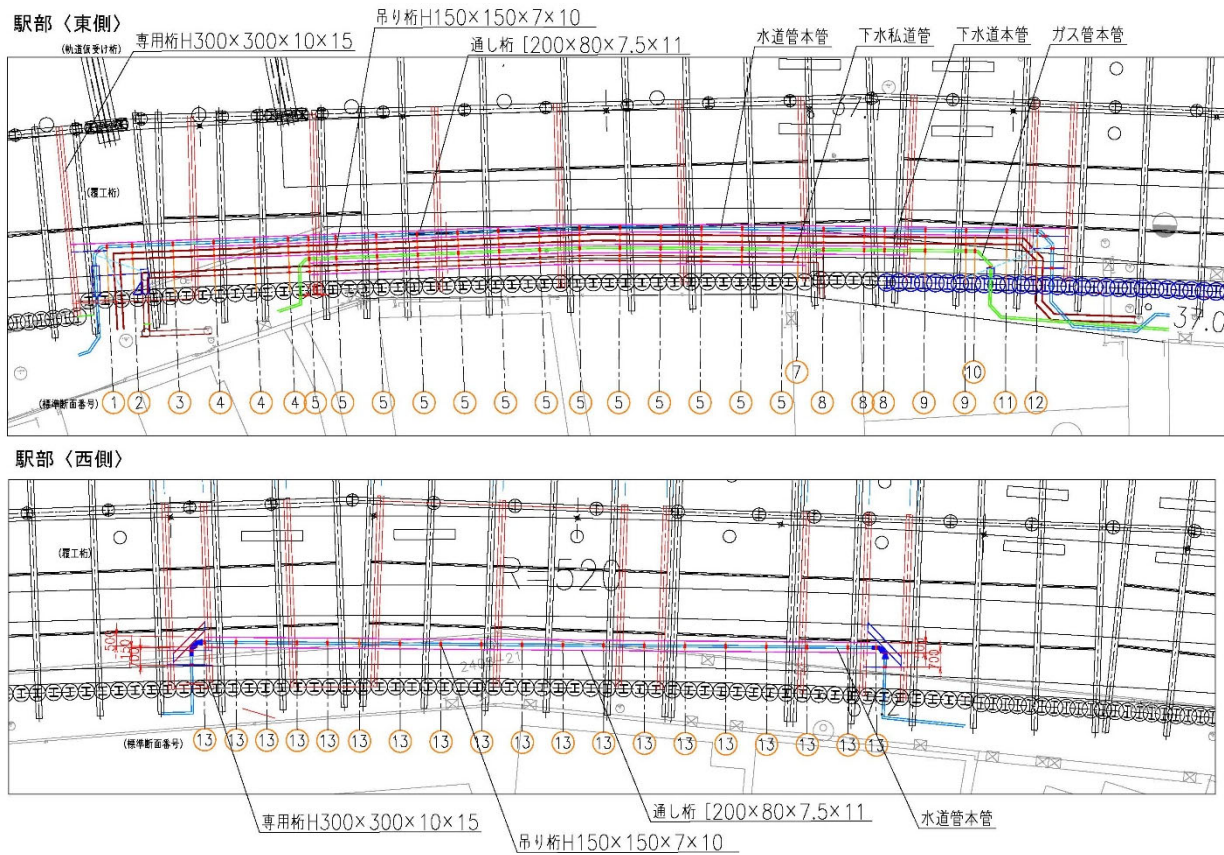 駅部〈東側〉
吊り桁H150×150×7×10
専用桁H300×300×10×15
(軌道仮受け桁)
通し桁 [200×80×7.5×11
水道管本管
下水私道管
下水道本管
ガス管本管
(覆工桁)
37.0
(標準断面番号)
1 2 3 4 4 4 5 5 5 5 5 5 5 5 5 5 5 5 5 7 8 8 8 9 9 10 11 12
駅部〈西側〉
(覆工桁)
R=520
500
150
700
700
(標準断面番号)
13 13 13 13 13 13 13 13 13 13 13 13 13 13 13 13 13 13
専用桁H300×300×10×15
吊り桁H150×150×7×10
通し桁 [200×80×7.5×11
水道管本管